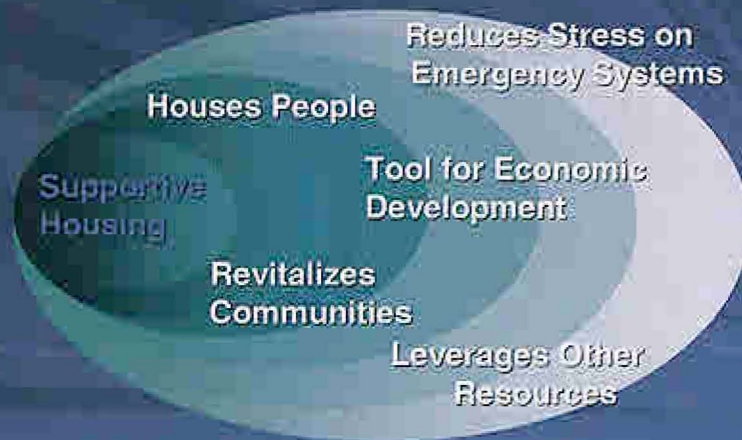 Reduces Stress on
Emergency Systems
Houses People
Tool for Economic
Development
Supportive
Housing
Revitalizes
Communities
Leverages Other
Resources